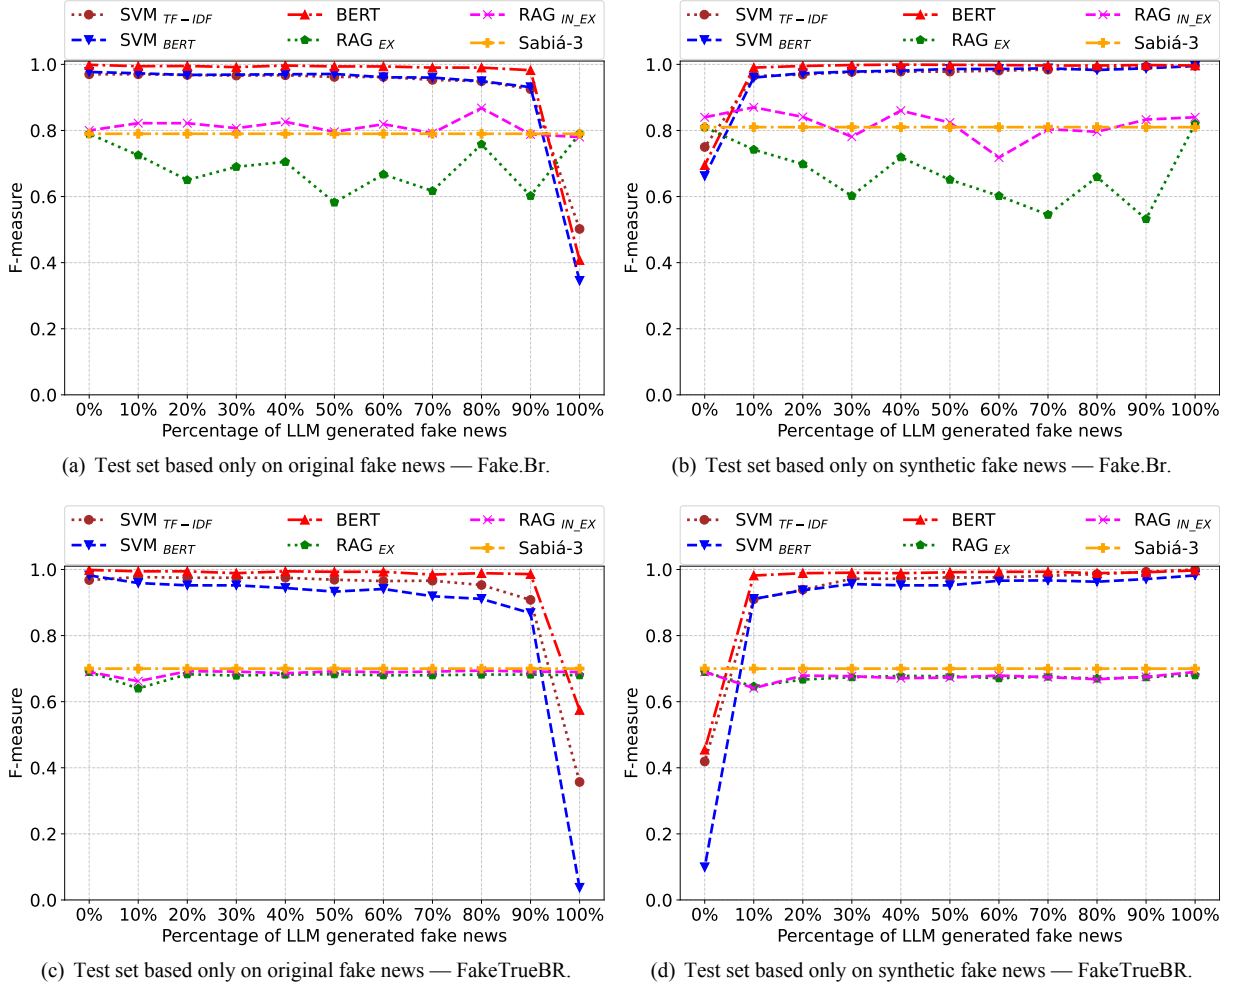 SVM TF−IDF BERT RAG IN_EX
SVM BERT RAG EX Sabiá-3
1.0
0.8
0.6
0.4
0.2
0.0
F-measure
0% 10% 20% 30% 40% 50% 60% 70% 80% 90% 100%
Percentage of LLM generated fake news
(a) Test set based only on original fake news — Fake.Br.
SVM TF−IDF BERT RAG IN_EX
SVM BERT RAG EX Sabiá-3
1.0
0.8
0.6
0.4
0.2
0.0
F-measure
0% 10% 20% 30% 40% 50% 60% 70% 80% 90% 100%
Percentage of LLM generated fake news
(b) Test set based only on synthetic fake news — Fake.Br.
SVM TF−IDF BERT RAG IN_EX
SVM BERT RAG EX Sabiá-3
1.0
0.8
0.6
0.4
0.2
0.0
F-measure
0% 10% 20% 30% 40% 50% 60% 70% 80% 90% 100%
Percentage of LLM generated fake news
(c) Test set based only on original fake news — FakeTrueBR.
SVM TF−IDF BERT RAG IN_EX
SVM BERT RAG EX Sabiá-3
1.0
0.8
0.6
0.4
0.2
0.0
F-measure
0% 10% 20% 30% 40% 50% 60% 70% 80% 90% 100%
Percentage of LLM generated fake news
(d) Test set based only on synthetic fake news — FakeTrueBR.